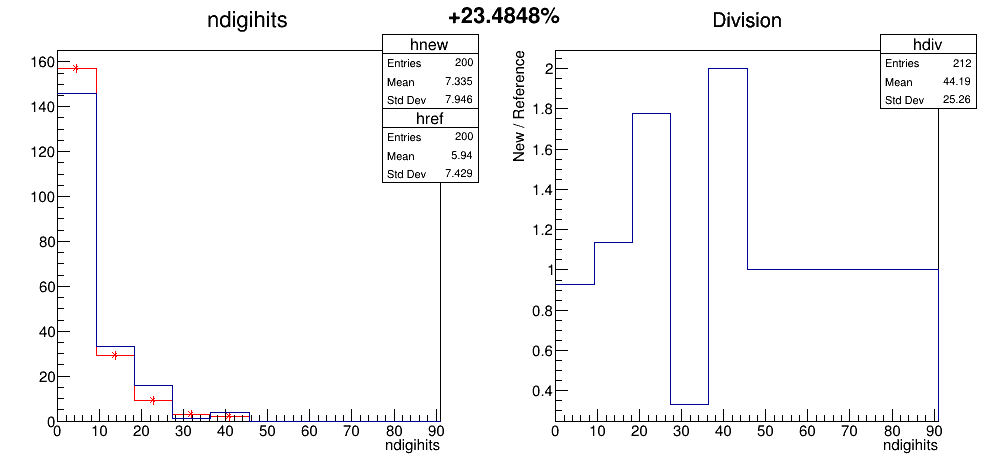 +23.4848%
ndigihits
hnew
Entries 200
Mean 7.335
Std Dev 7.946
href
Entries 200
Mean 5.94
Std Dev 7.429
160
140
120
100
80
60
40
20
0
0 10 20 30 40 50 60 70 80 90
ndigihits
Division
hdiv
Entries 212
Mean 44.19
Std Dev 25.26
New / Reference
2
1.8
1.6
1.4
1.2
1
0.8
0.6
0.4
0 10 20 30 40 50 60 70 80 90
ndigihits